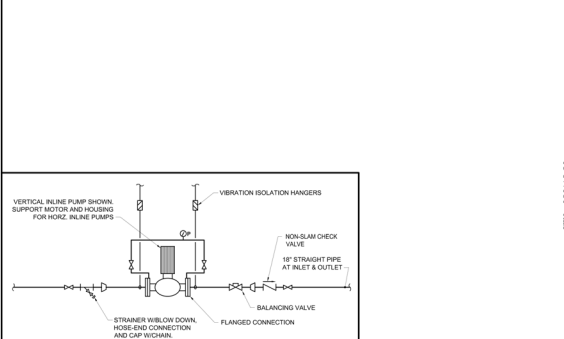 VERTICAL INLINE PUMP SHOWN.
SUPPORT MOTOR AND HOUSING
FOR HORZ. INLINE PUMPS
VIBRATION ISOLATION HANGERS
NON-SLAM CHECK
VALVE
18" STRAIGHT PIPE
AT INLET & OUTLET
BALANCING VALVE
FLANGED CONNECTION
STRAINER W/BLOW DOWN,
HOSE-END CONNECTION
AND CAP W/CHAIN.